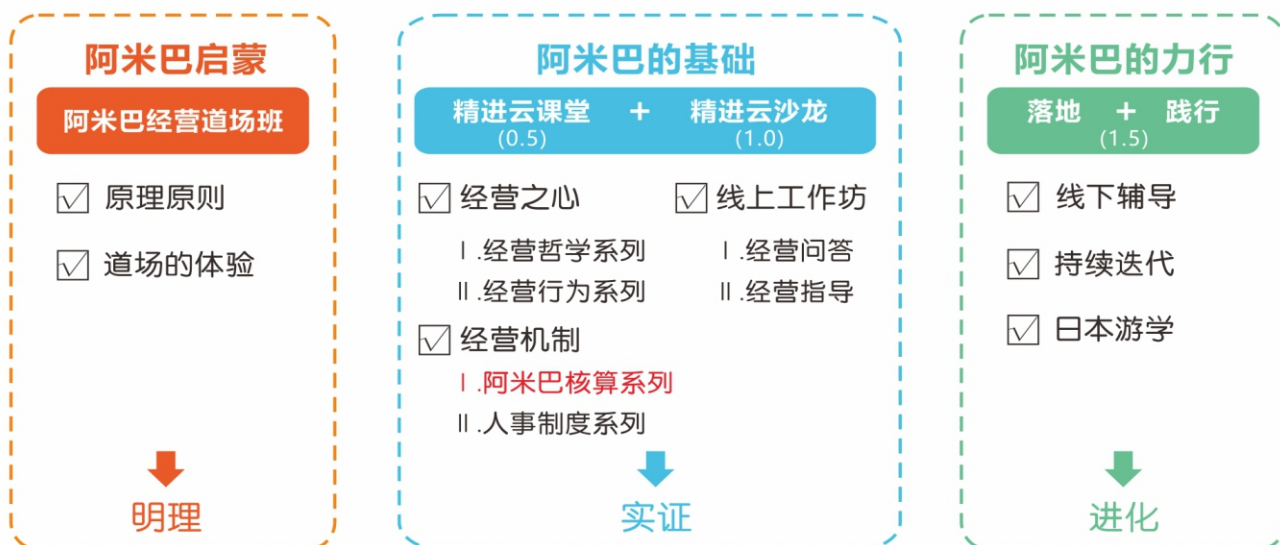 阿米巴启蒙
阿米巴经营道场班
原理原则
道场的体验
明理
阿米巴的基础
精进云课堂 + 精进云沙龙
(0.5) (1.0)
经营之心
Ⅰ.经营哲学系列
Ⅱ.经营行为系列
经营机制
Ⅰ.阿米巴核算系列
Ⅱ.人事制度系列
线上工作坊
Ⅰ.经营问答
Ⅱ.经营指导
实证
阿米巴的力行
落地 + 践行
(1.5)
线下辅导
持续迭代
日本游学
进化